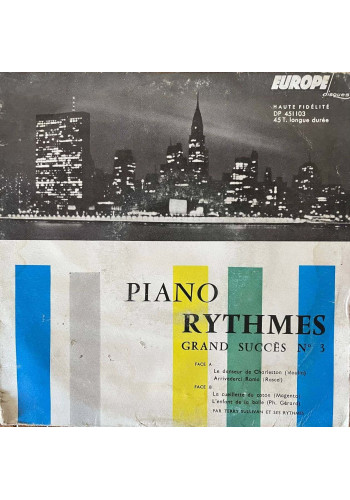 EUROPE
disques
HAUTE FIDÉLITÉ
DP 451103
45 T. longue durée
PIANO
RYTHMES
GRAND SUCCÈS Nº 3
FACE A
Le danseur de Charleston
Arrivederci Roma (Rascel)
FACE B
La cueillette du coton (Magenta)
L'enfant de la balle (Ph. Gérard)
PAR TERRY SULLIVAN ET SES RYTHMES